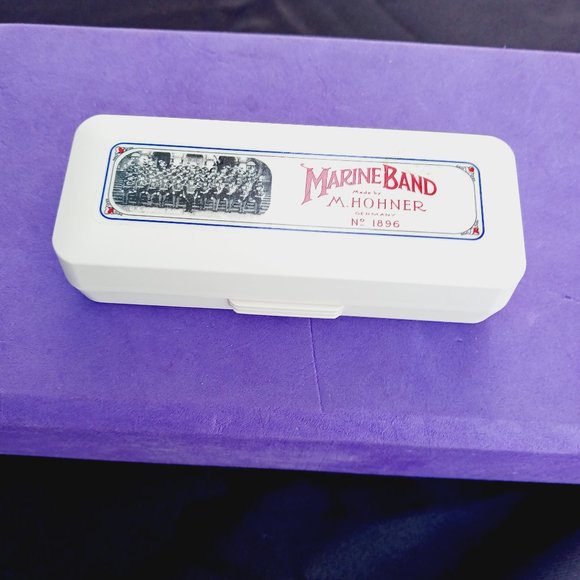 MARINE BAND
Made by
M. HOHNER
GERMANY
Nº 1896